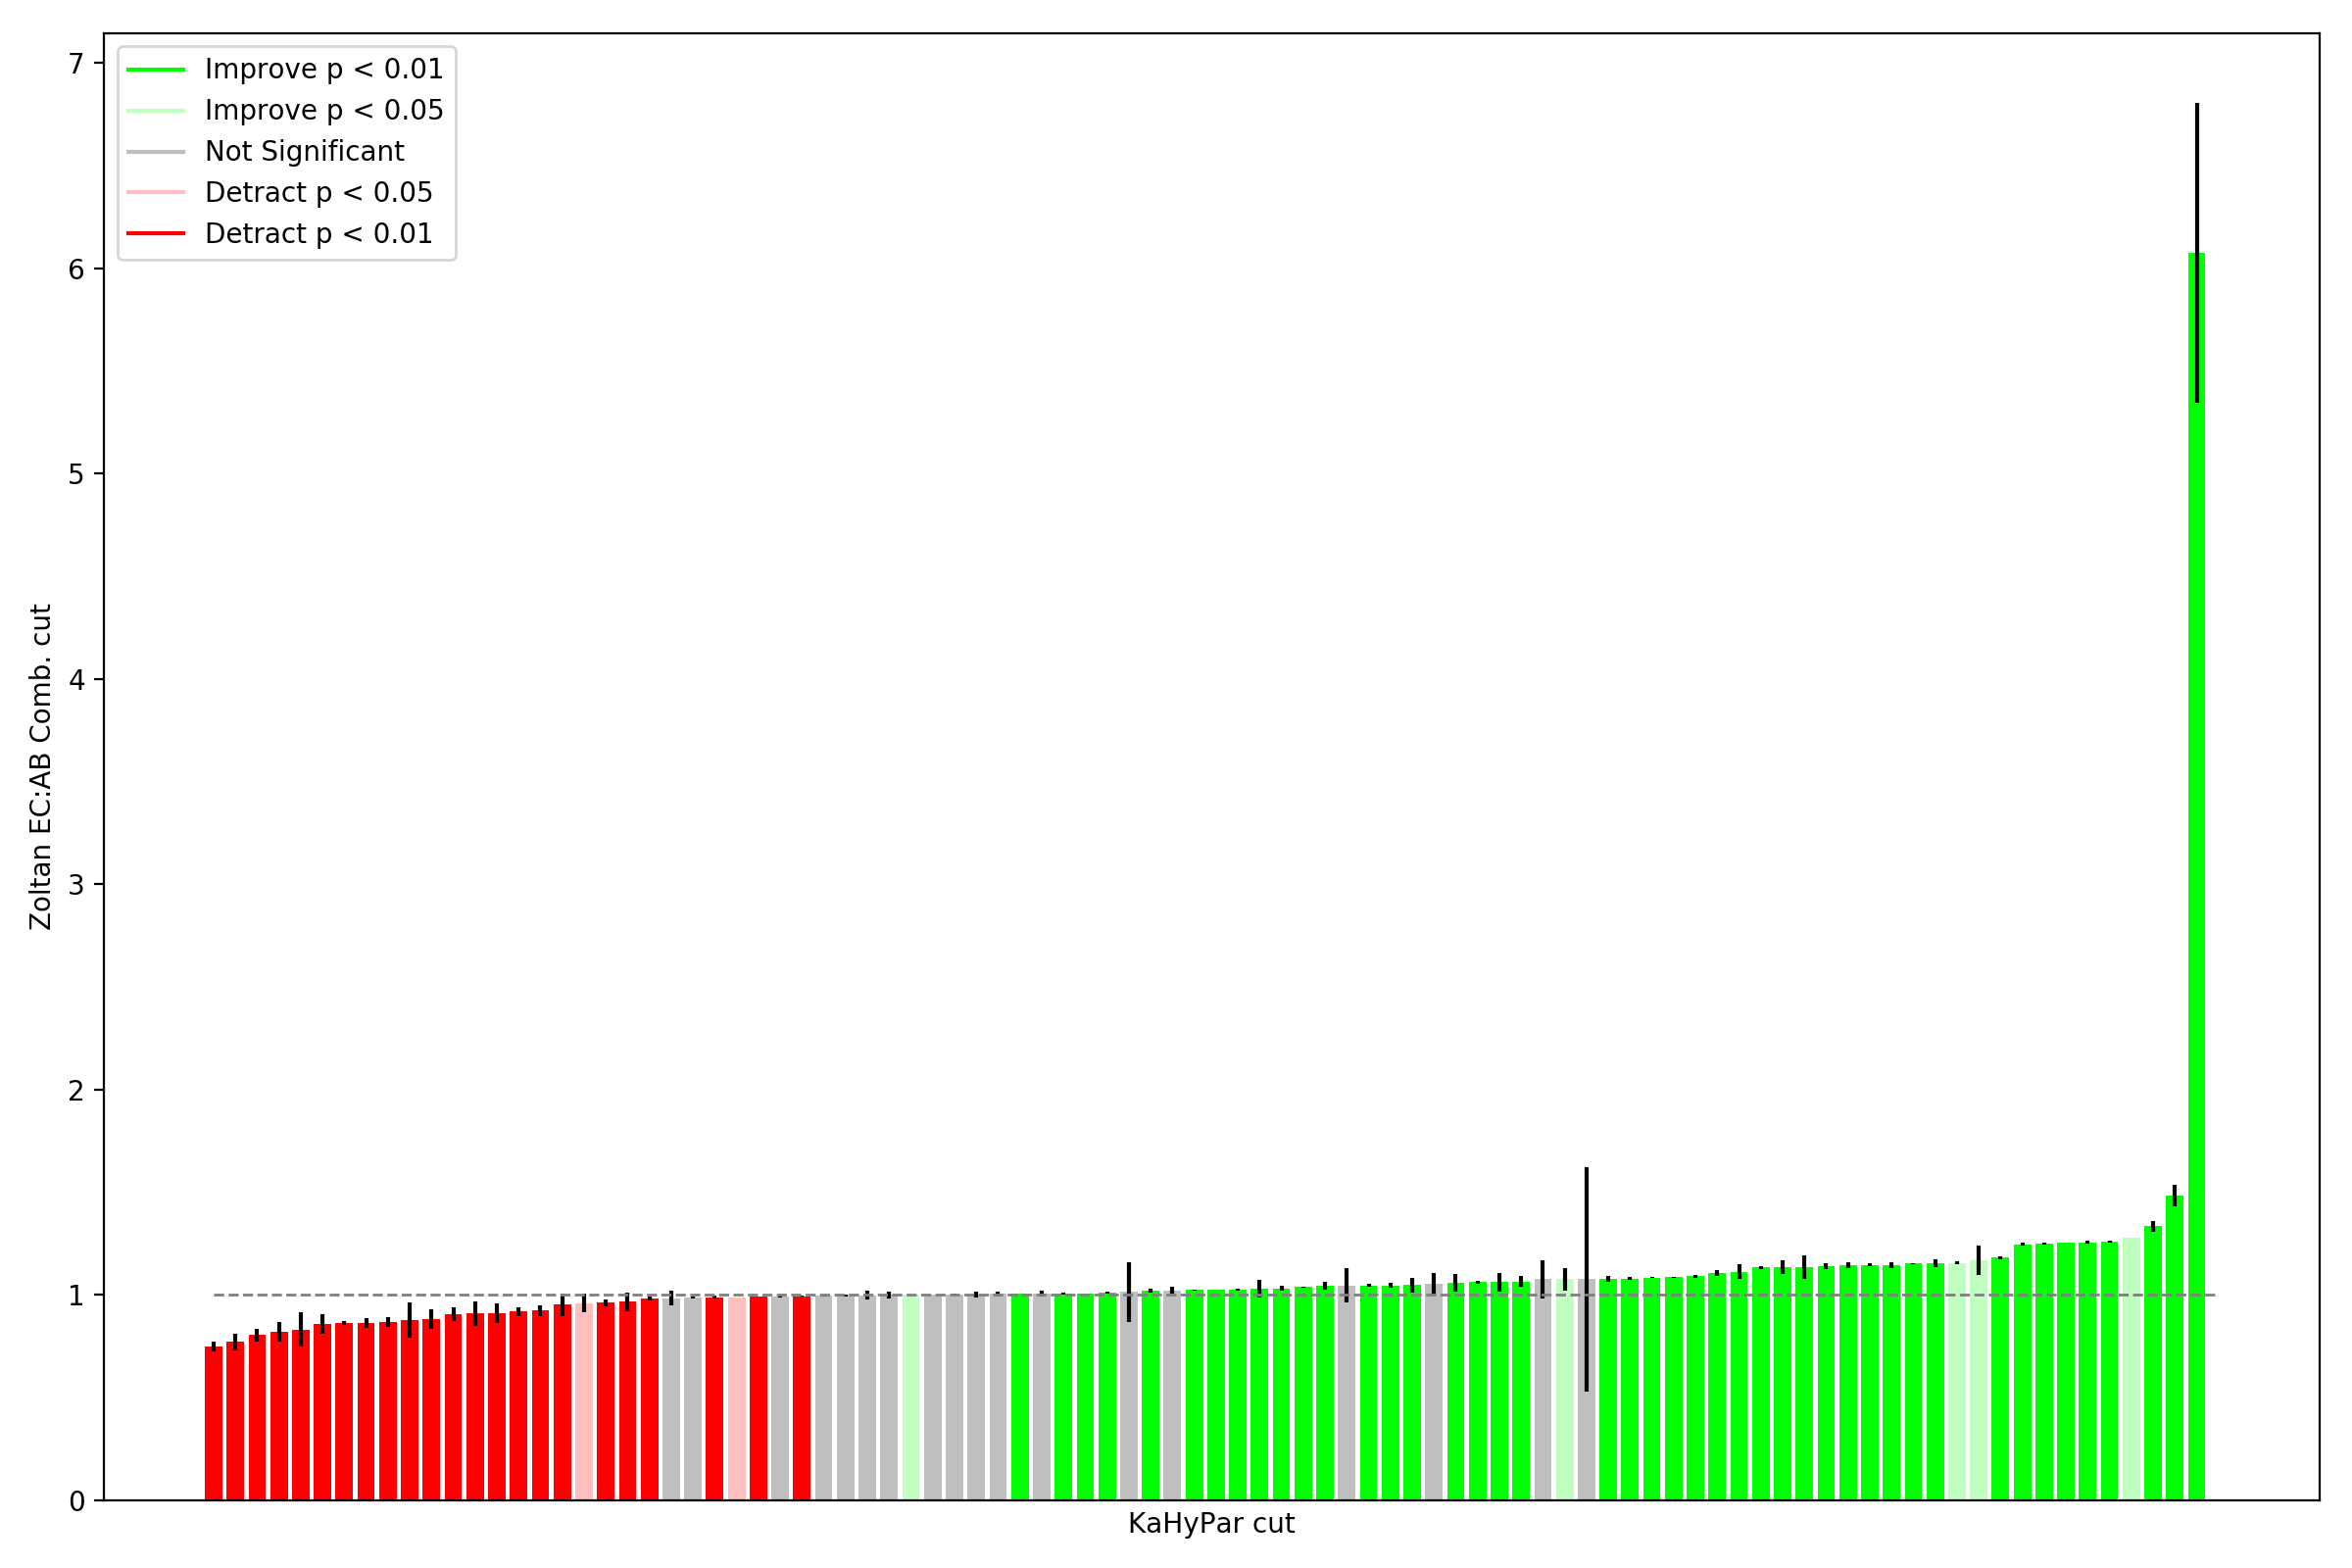 Improve p < 0.01
Improve p < 0.05
Not Significant
Detract p < 0.05
Detract p < 0.01
7
6
5
4
3
2
1
0
Zoltan EC:AB Comb. cut
KaHyPar cut